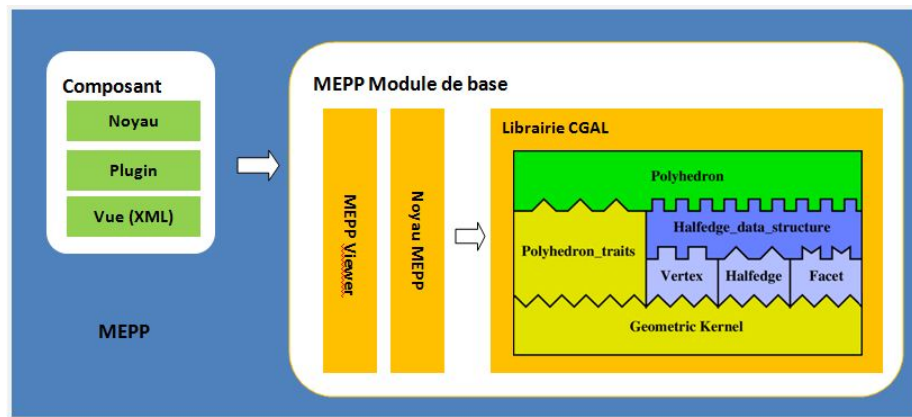 Composant
Noyau
Plugin
Vue (XML)
MEPP
MEPP Module de base
MEPP Viewer
Noyau MEPP
Librairie CGAL
Polyhedron
Polyhedron_traits
Halfedge_data_structure
Vertex
Halfedge
Facet
Geometric Kernel